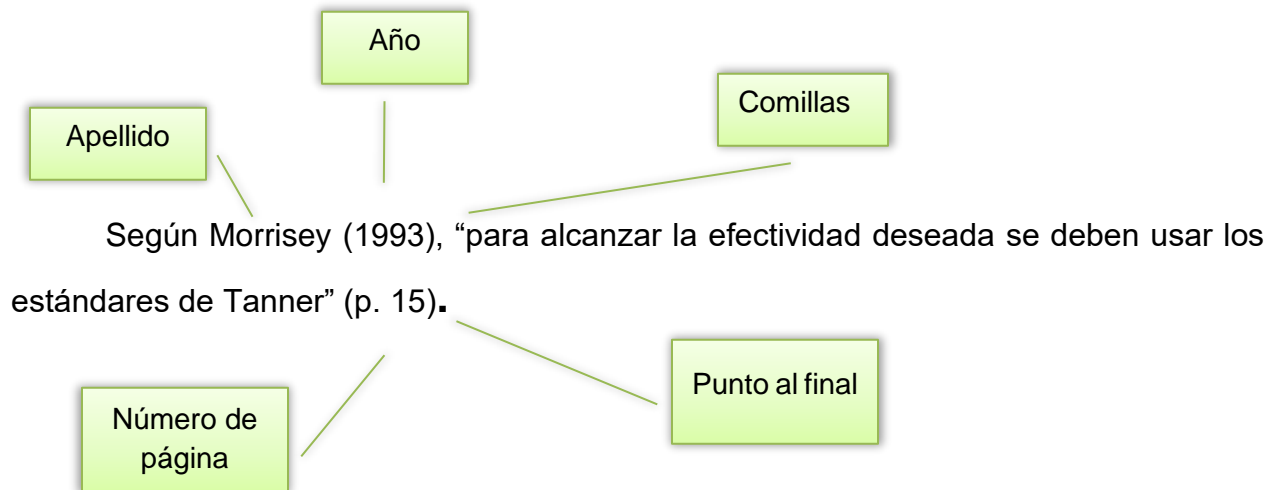 Año
Comillas
Apellido
Según Morrisey (1993), “para alcanzar la efectividad deseada se deben usar los
estándares de Tanner” (p. 15).
Punto al final
Número de
página